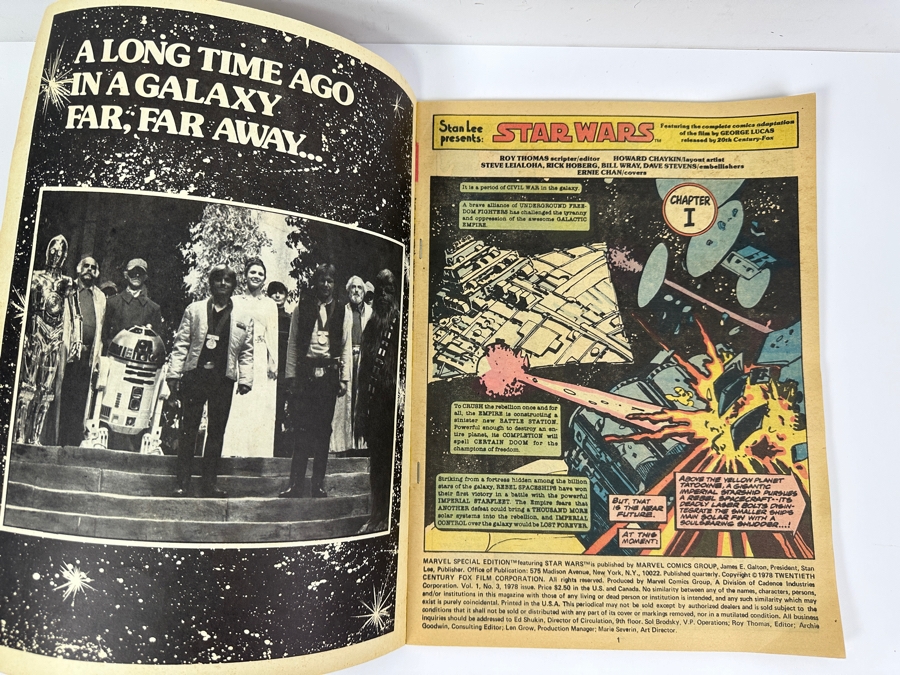 A LONG TIME AGO
IN A GALAXY
FAR, FAR AWAY...
Stan Lee
presents:
STAR WARS™
Featuring the complete comics adaptation
of the film by GEORGE LUCAS
released by 20th Century-Fox
ROY THOMAS scripter/editor HOWARD CHAYKIN/layout artist
STEVE LEIALOHA, RICK HOBERG, BILL WRAY, DAVE STEVENS/embellishers
ERNIE CHAN/covers
It is a period of CIVIL WAR in the galaxy.
A brave alliance of UNDERGROUND FREE-
DOM FIGHTERS has challenged the tyranny
and oppression of the awesome GALACTIC
EMPIRE.
CHAPTER
I
To CRUSH the rebellion once and for
all, the EMPIRE is constructing a
sinister new BATTLE STATION.
Powerful enough to destroy an en-
tire planet, its COMPLETION will
spell CERTAIN DOOM for the
champions of freedom.
Striking from a fortress hidden among the billion
stars of the galaxy, REBEL SPACESHIPS have won
their first victory in a battle with the powerful
IMPERIAL STARFLEET. The Empire fears that
ANOTHER defeat could bring a THOUSAND MORE
solar systems into the rebellion, and IMPERIAL
CONTROL over the galaxy would be LOST FOREVER.
BUT, THAT
IS THE NEAR
FUTURE.
AT THIS
MOMENT:
ABOVE THE YELLOW PLANET
TATOOINE, A GIGANTIC
IMPERIAL STARSHIP PURSUES
A REBEL SPACECRAFT--ITS
DEADLY LASER BOLTS DISIN-
TEGRATE THE SMALLER SHIP'S
MAIN SOLAR FIN WITH A
SOULSEARING SHUDDER...!
MARVEL SPECIAL EDITION™ featuring STAR WARS™ is published by MARVEL COMICS GROUP, James E. Galton, President, Stan
Lee, Publisher. Office of Publication: 575 Madison Avenue, New York, N.Y., 10022. Published quarterly. Copyright © 1978 TWENTIETH
CENTURY FOX FILM CORPORATION. All rights reserved. Produced by Marvel Comics Group, A Division of Cadence Industries
Corporation. Vol. 1, No. 3, 1978 issue. Price $2.50 in the U.S. and Canada. No similarity between any of the names, characters, persons,
and/or institutions in this magazine with those of any living or dead person or institution is intended, and any such similarity which may
exist is purely coincidental. Printed in the U.S.A. This periodical may not be sold except by authorized dealers and is sold subject to the
conditions that it shall not be sold or distributed with any part of its cover or markings removed, nor in a mutilated condition. All business
inquiries should be addressed to Ed Shukin, Director of Circulation, 9th floor. Sol Brodsky, V.P. Operations; Roy Thomas, Editor; Archie
Goodwin, Consulting Editor; Len Grow, Production Manager; Marie Severin, Art Director.
1